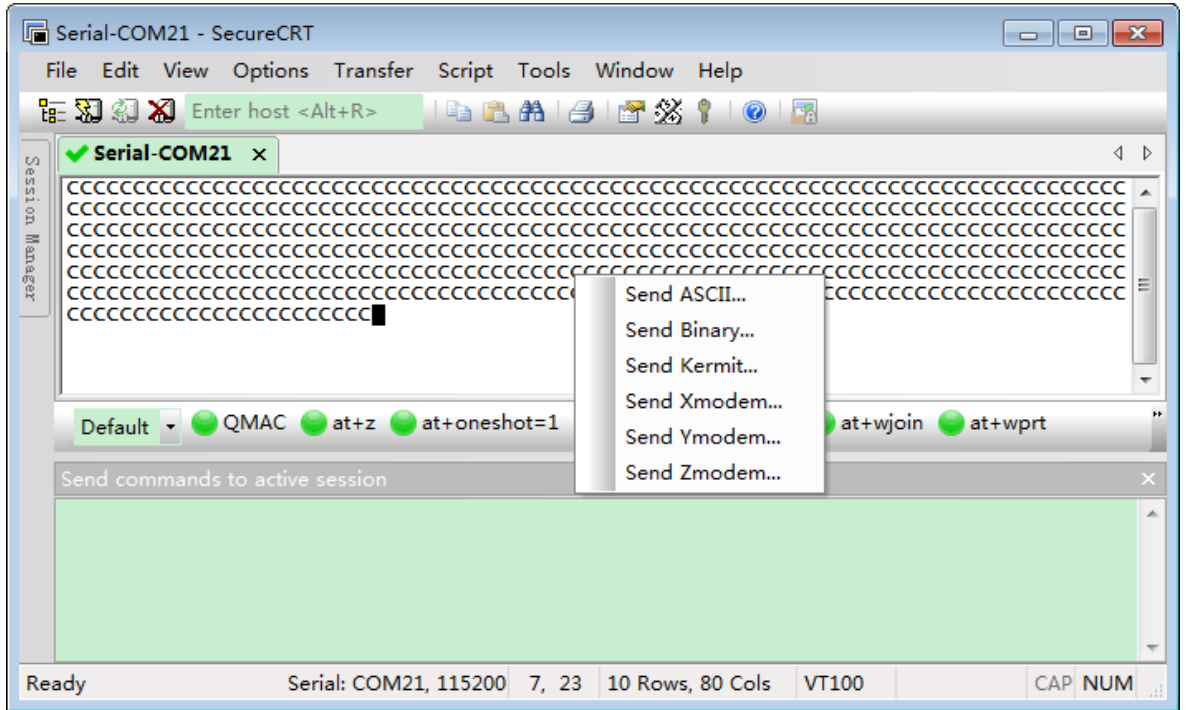 Serial-COM21 - SecureCRT
File Edit View Options Transfer Script Tools Window Help
Enter host <Alt+R>
Session Manager
Serial-COM21
CCCCCCCCCCCCCCCCCCCCCCCCCCCCCCCCCCCCCCCCCCCCCCCCCCCCCCCCCCCCCCCCCCCCCCCCCCCCCCCC
CCCCCCCCCCCCCCCCCCCCCCCCCCCCCCCCCCCCCCCCCCCCCCCCCCCCCCCCCCCCCCCCCCCCCCCCCCCCCCCC
CCCCCCCCCCCCCCCCCCCCCCCCCCCCCCCCCCCCCCCCCCCCCCCCCCCCCCCCCCCCCCCCCCCCCCCCCCCCCCCC
CCCCCCCCCCCCCCCCCCCCCCCCCCCCCCCCCCCCCCCCCCCCCCCCCCCCCCCCCCCCCCCCCCCCCCCCCCCCCCCC
CCCCCCCCCCCCCCCCCCCCCCCCCCCCCCCCCCCCCCCCCCCCCCCCCCCCCCCCCCCCCCCCCCCCCCCCCCCCCCCC
CCCCCCCCCCCCCCCCCCCCCCCCCCCCCCCCCCCCCC CCCCCCCCCCCCCCCCCCCCCCC
CCCCCCCCCCCCCCCCCCCCCCC
Send ASCII...
Send Binary...
Send Kermit...
Send Xmodem...
Send Ymodem...
Send Zmodem...
Default QMAC at+z at+oneshot=1 at+wjoin at+wprt
Send commands to active session
Ready Serial: COM21, 115200 7, 23 10 Rows, 80 Cols VT100 CAP NUM